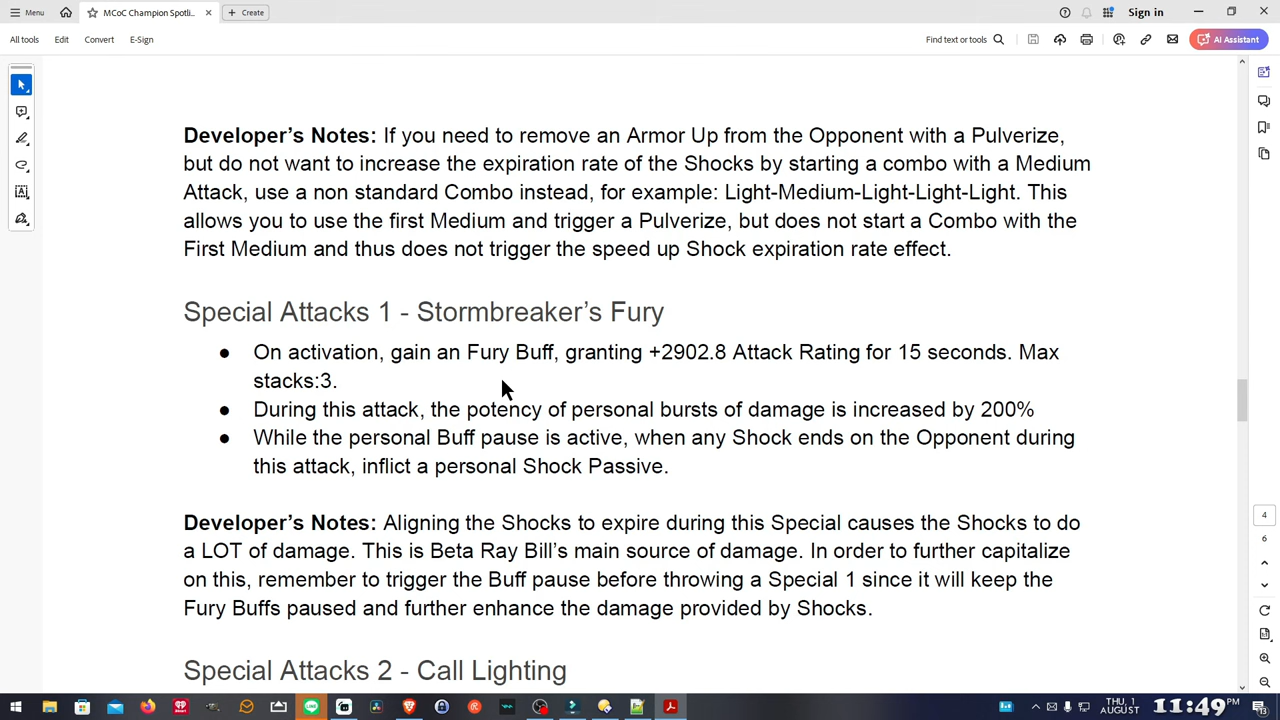 Menu
MCoC Champion Spotli...
Create
Sign in
All tools
Edit
Convert
E-Sign
Find text or tools
AI Assistant
Developer's Notes: If you need to remove an Armor Up from the Opponent with a Pulverize,
but do not want to increase the expiration rate of the Shocks by starting a combo with a Medium
Attack, use a non standard Combo instead, for example: Light-Medium-Light-Light-Light. This
allows you to use the first Medium and trigger a Pulverize, but does not start a Combo with the
First Medium and thus does not trigger the speed up Shock expiration rate effect.
Special Attacks 1 - Stormbreaker's Fury
● On activation, gain an Fury Buff, granting +2902.8 Attack Rating for 15 seconds. Max
stacks:3.
● During this attack, the potency of personal bursts of damage is increased by 200%
● While the personal Buff pause is active, when any Shock ends on the Opponent during
this attack, inflict a personal Shock Passive.
Developer's Notes: Aligning the Shocks to expire during this Special causes the Shocks to do
a LOT of damage. This is Beta Ray Bill's main source of damage. In order to further capitalize
on this, remember to trigger the Buff pause before throwing a Special 1 since it will keep the
Fury Buffs paused and further enhance the damage provided by Shocks.
Special Attacks 2 - Call Lighting
4
6
THU, 1
AUGUST
11:49PM